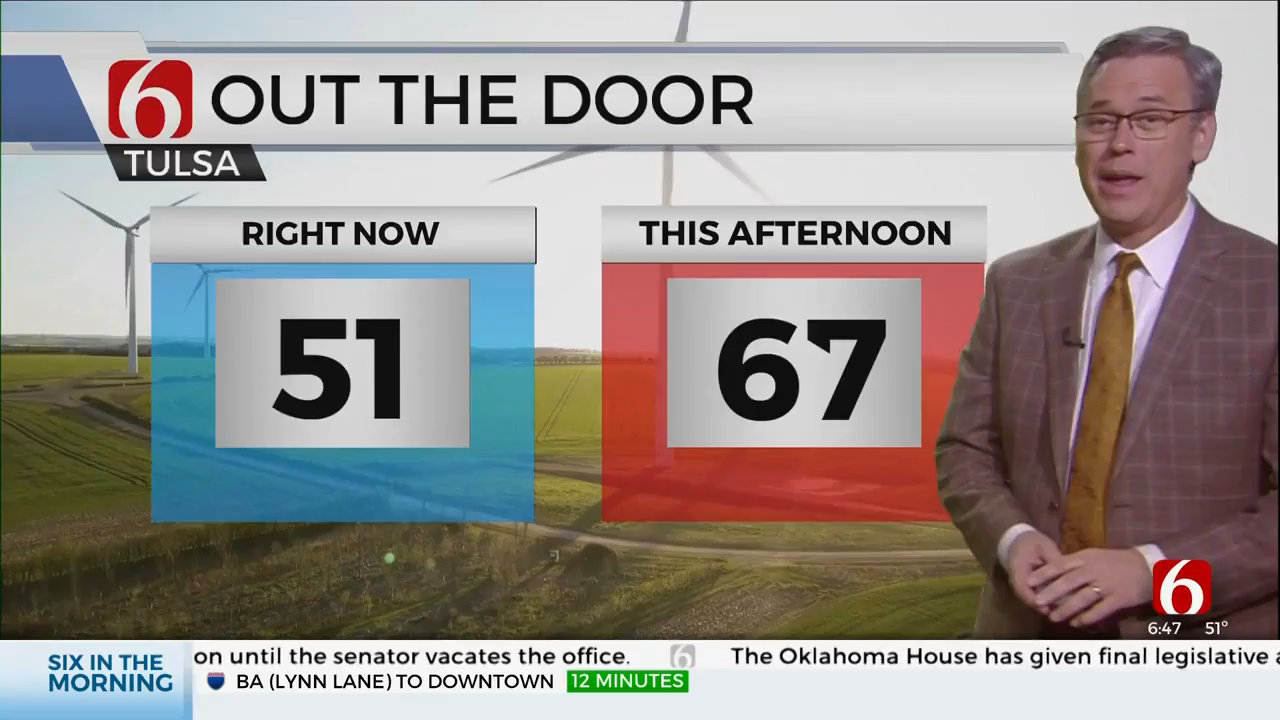 6 OUT THE DOOR
TULSA
RIGHT NOW
THIS AFTERNOON
51
67
6
6:47 51°
SIX IN THE
MORNING
on until the senator vacates the office. 6 The Oklahoma House has given final legislative a
BA (LYNN LANE) TO DOWNTOWN 12 MINUTES